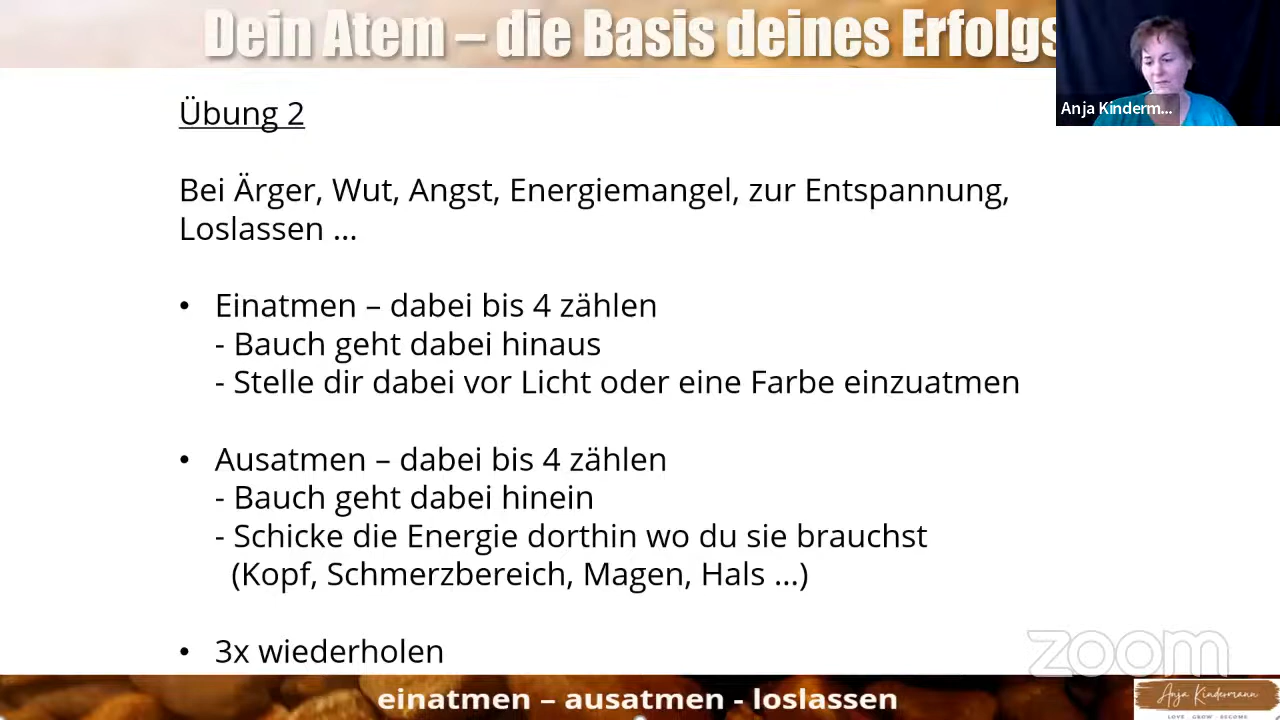 Dein Atem – die Basis deines Erfolgs
Anja Kinderm...
Übung 2
Bei Ärger, Wut, Angst, Energiemangel, zur Entspannung,
Loslassen ...
• Einatmen – dabei bis 4 zählen
- Bauch geht dabei hinaus
- Stelle dir dabei vor Licht oder eine Farbe einzuatmen
• Ausatmen – dabei bis 4 zählen
- Bauch geht dabei hinein
- Schicke die Energie dorthin wo du sie brauchst
(Kopf, Schmerzbereich, Magen, Hals ...)
• 3x wiederholen
zoom
einatmen – ausatmen - loslassen
Anja Kindermann
LOVE . GROW . BECOME